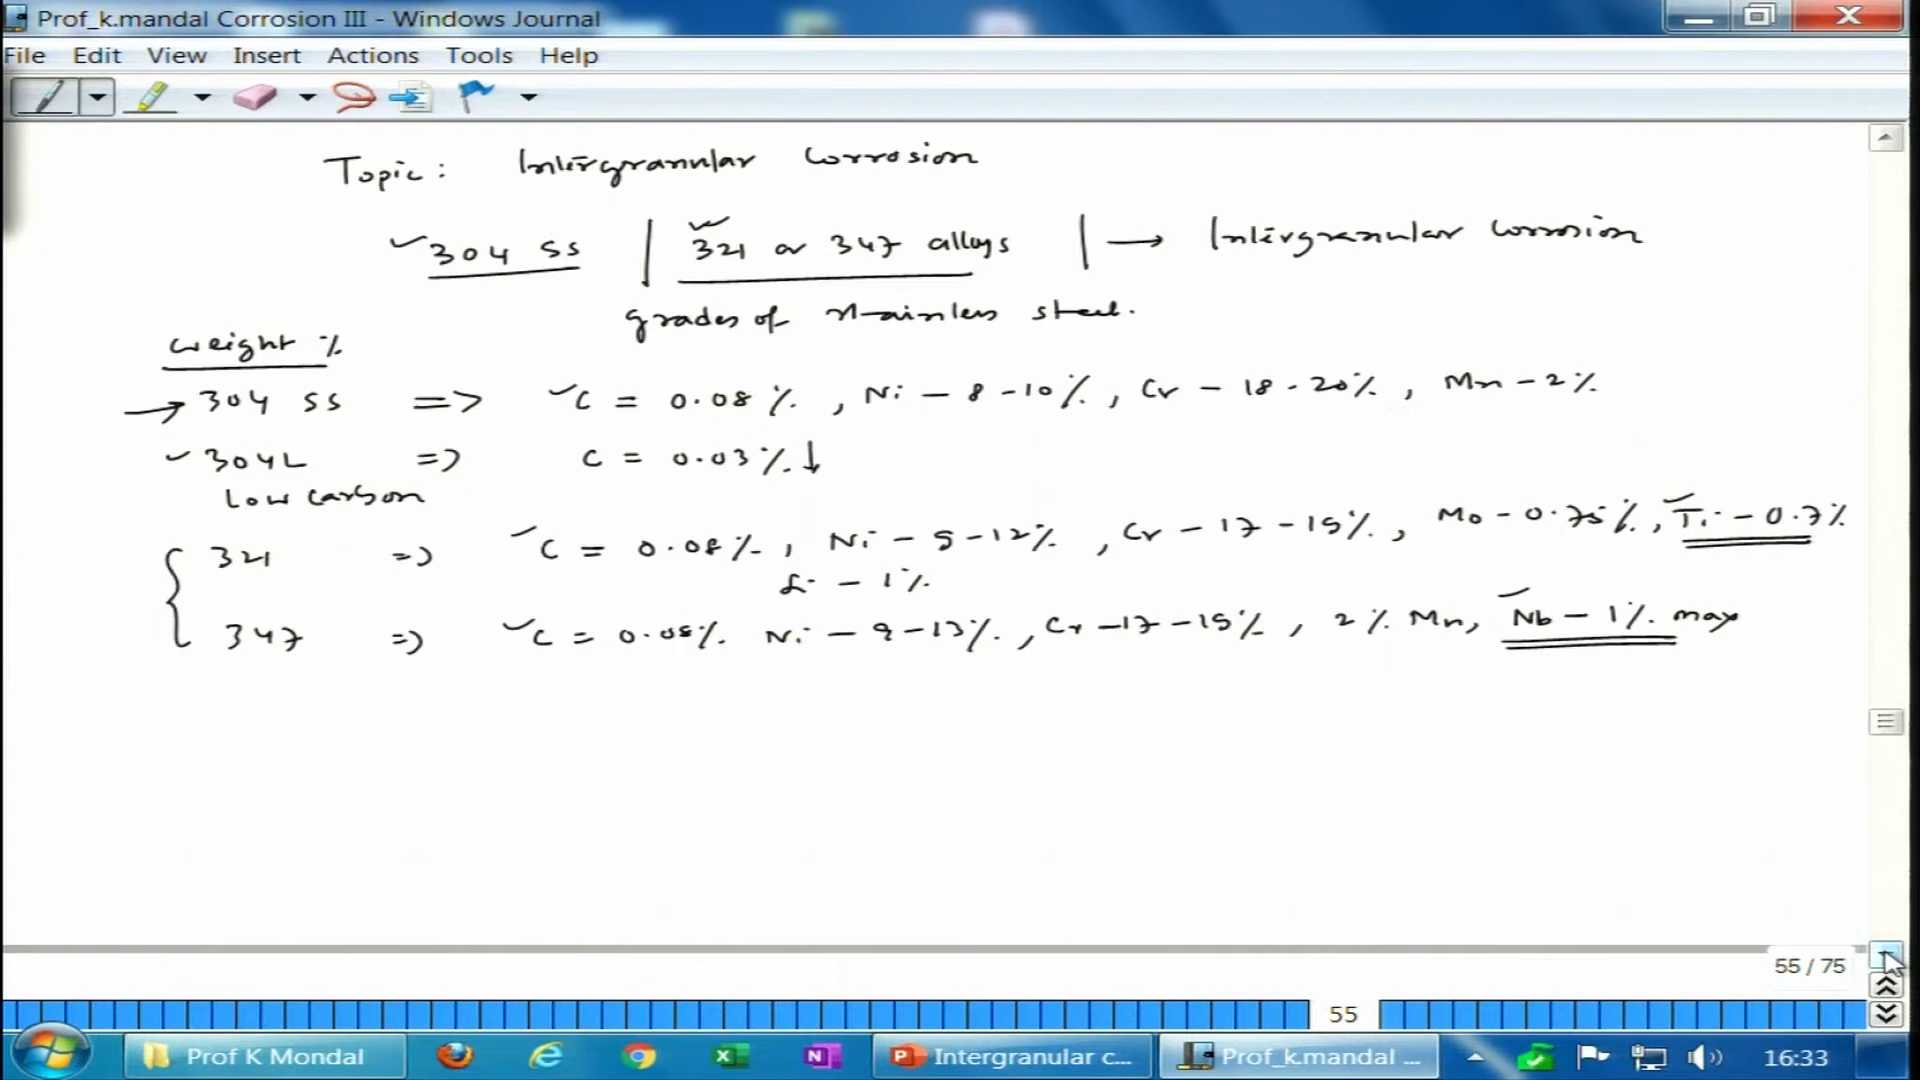 Prof_k.mandal Corrosion III - Windows Journal
File Edit View Insert Actions Tools Help
Topic: Intergranular Corrosion
304 SS | 321 or 347 alloys | → Intergranular corrosion
grades of stainless steel.
weight %
→ 304 SS => C = 0.08 %, Ni - 8-10%, Cr - 18-20%, Mn - 2%
304L => C = 0.03% ↓
Low carbon
321 => C = 0.08%, Ni - 9-12%, Cr - 17-19%, Mo - 0.75%, Ti - 0.7%
Si - 1%
347 => C = 0.08% Ni - 9-13%, Cr - 17-19%, 2% Mn, Nb - 1% max
55 / 75
55
Prof K Mondal
Intergranular c...
Prof_k.mandal ...
16:33